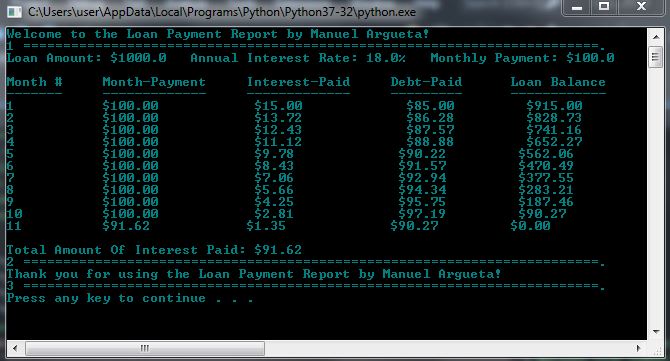 C:\Users\user\AppData\Local\Programs\Python\Python37-32\python.exe
Welcome to the Loan Payment Report by Manuel Argueta!
1 ========================================================================.
Loan Amount: $1000.0   Annual Interest Rate: 18.0%   Monthly Payment: $100.0
Month #     Month-Payment     Interest-Paid     Debt-Paid      Loan Balance
-------     -------------     -------------     ---------      ------------
1           $100.00            $15.00             $85.00        $915.00
2           $100.00            $13.72             $86.28        $828.73
3           $100.00            $12.43             $87.57        $741.16
4           $100.00            $11.12             $88.88        $652.27
5           $100.00            $9.78             $90.22        $562.06
6           $100.00            $8.43             $91.57        $470.49
7           $100.00            $7.06             $92.94        $377.55
8           $100.00            $5.66             $94.34        $283.21
9           $100.00            $4.25             $95.75        $187.46
10          $100.00            $2.81             $97.19        $90.27
11          $91.62            $1.35             $90.27         $0.00
Total Amount Of Interest Paid: $91.62
2 ========================================================================.
Thank you for using the Loan Payment Report by Manuel Argueta!
3 ========================================================================.
Press any key to continue . . .